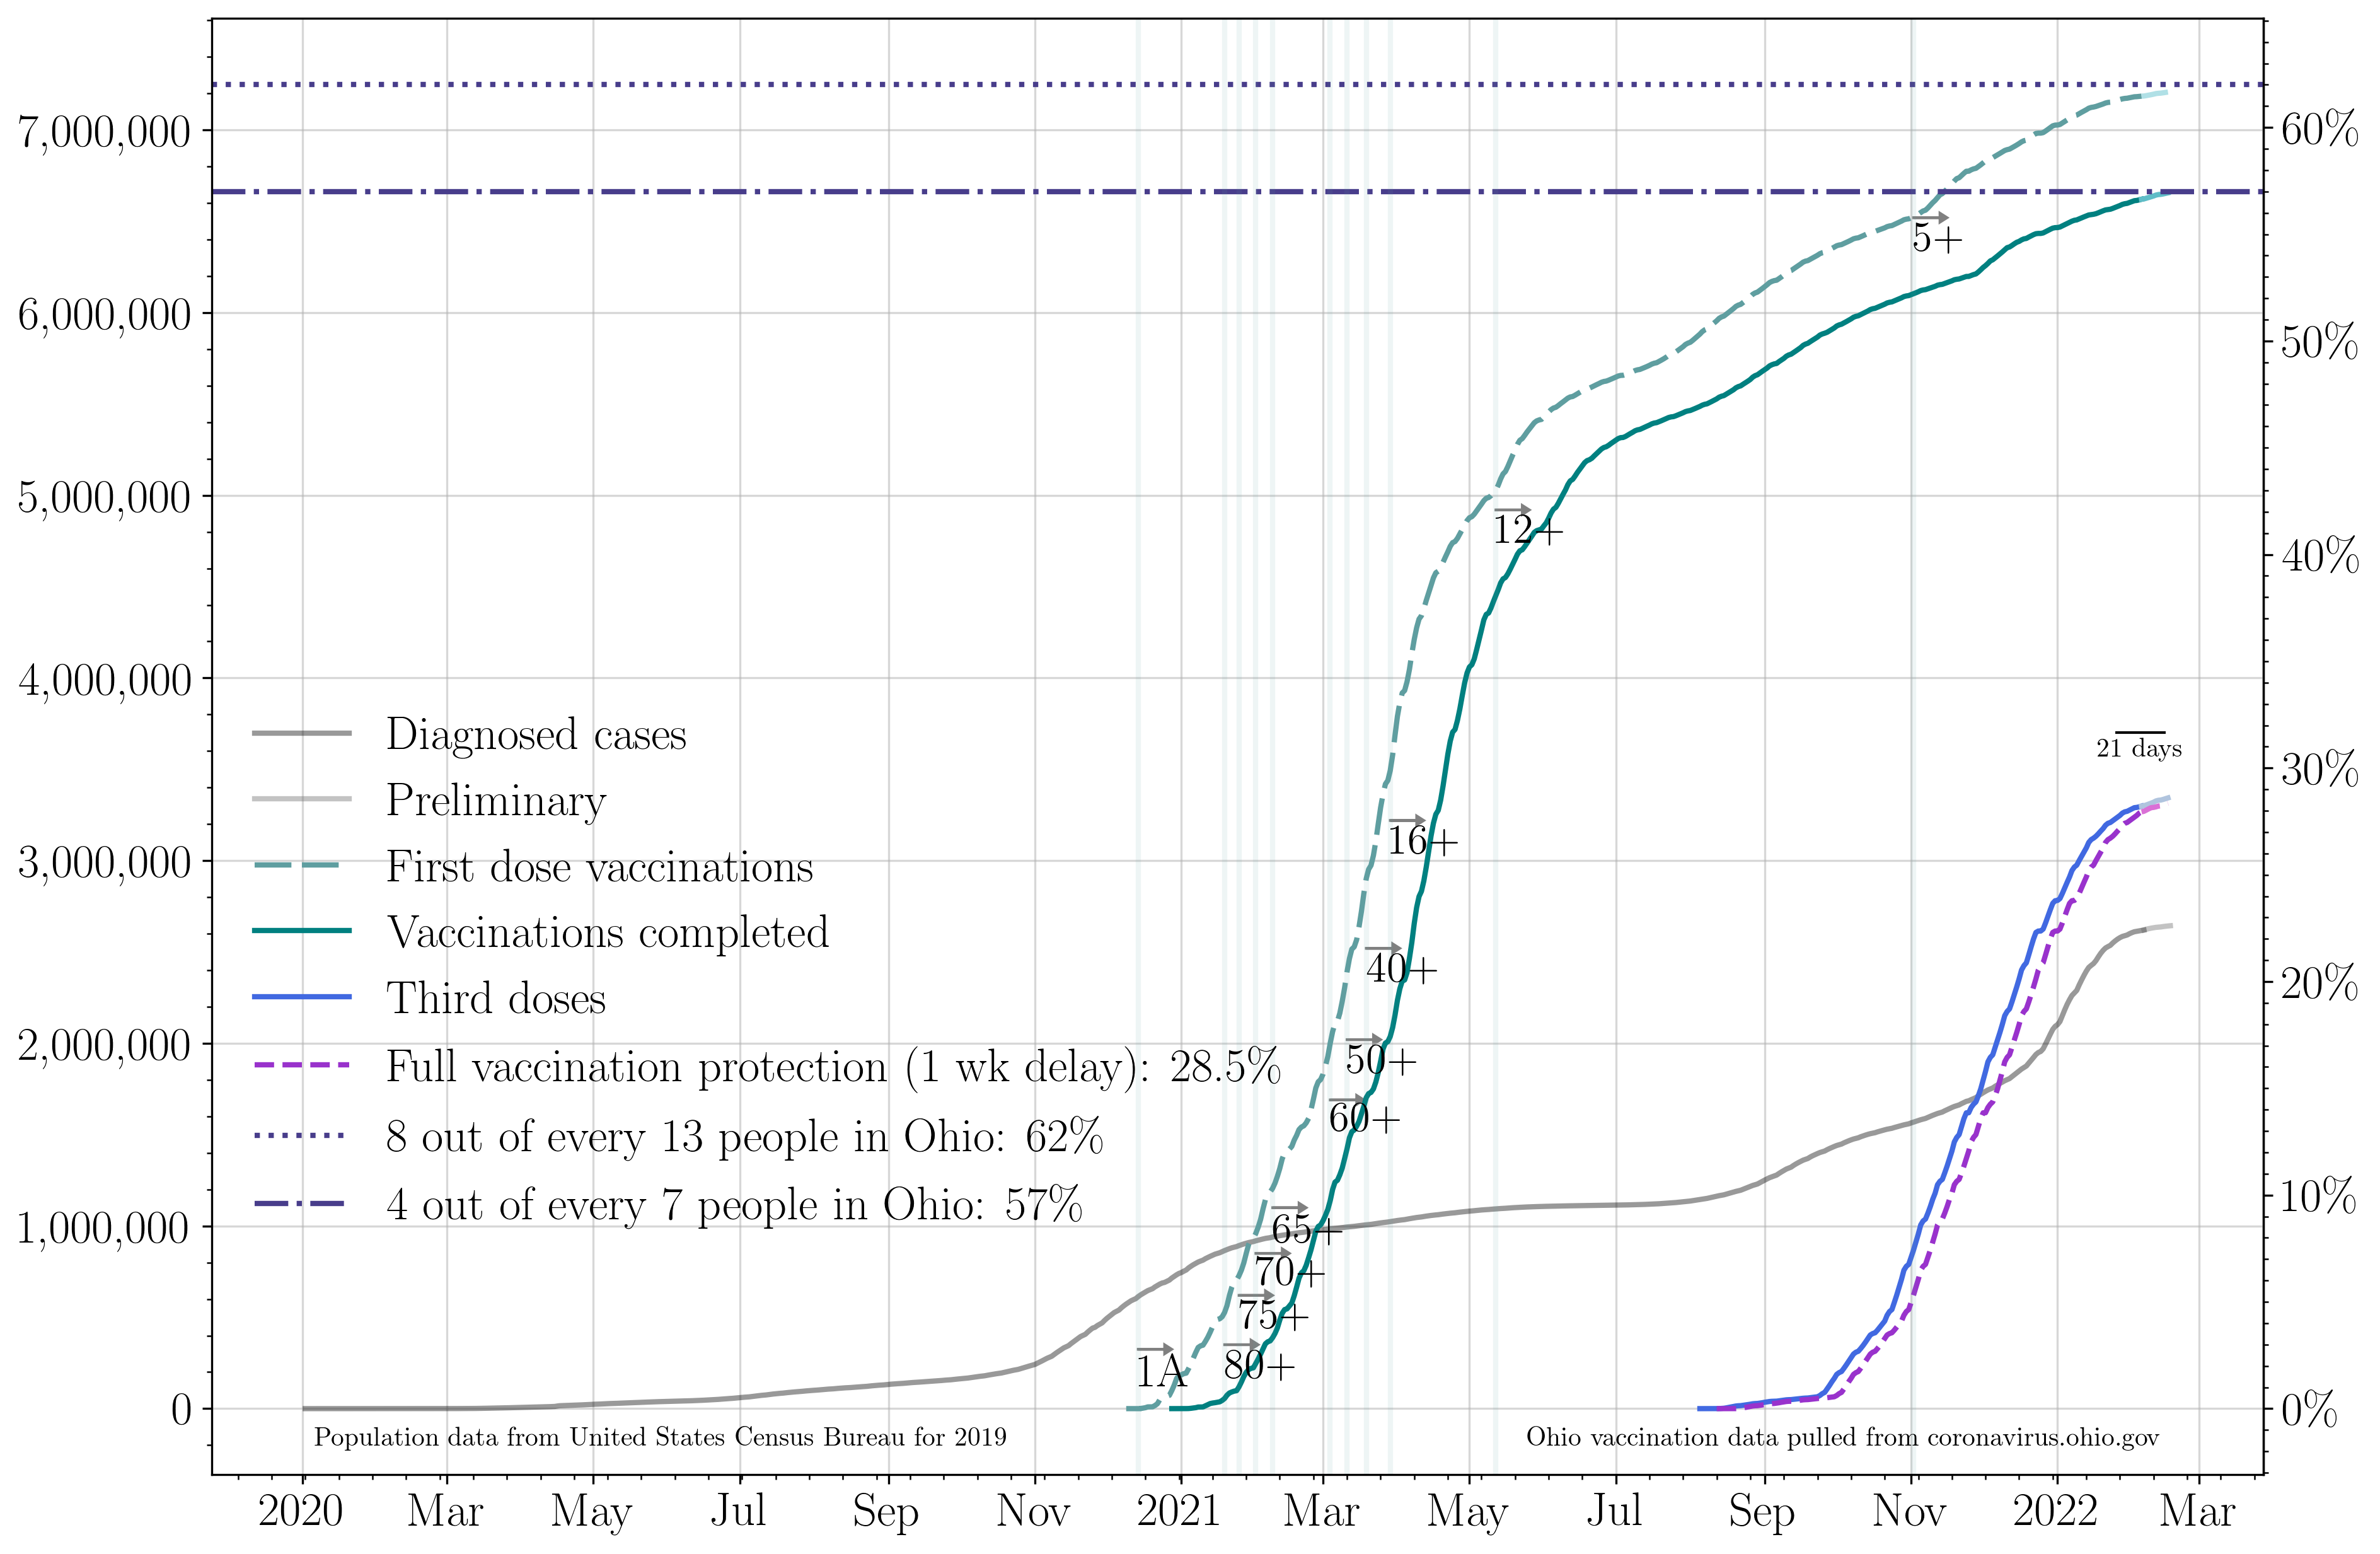 7,000,000
6,000,000
5,000,000
4,000,000
3,000,000
2,000,000
1,000,000
0
60%
50%
40%
30%
20%
10%
0%
5+
12+
16+
40+
50+
60+
65+
70+
75+
80+
1A
21 days
Diagnosed cases
Preliminary
First dose vaccinations
Vaccinations completed
Third doses
Full vaccination protection (1 wk delay): 28.5%
8 out of every 13 people in Ohio: 62%
4 out of every 7 people in Ohio: 57%
Population data from United States Census Bureau for 2019
Ohio vaccination data pulled from coronavirus.ohio.gov
2020 Mar May Jul Sep Nov 2021 Mar May Jul Sep Nov 2022 Mar